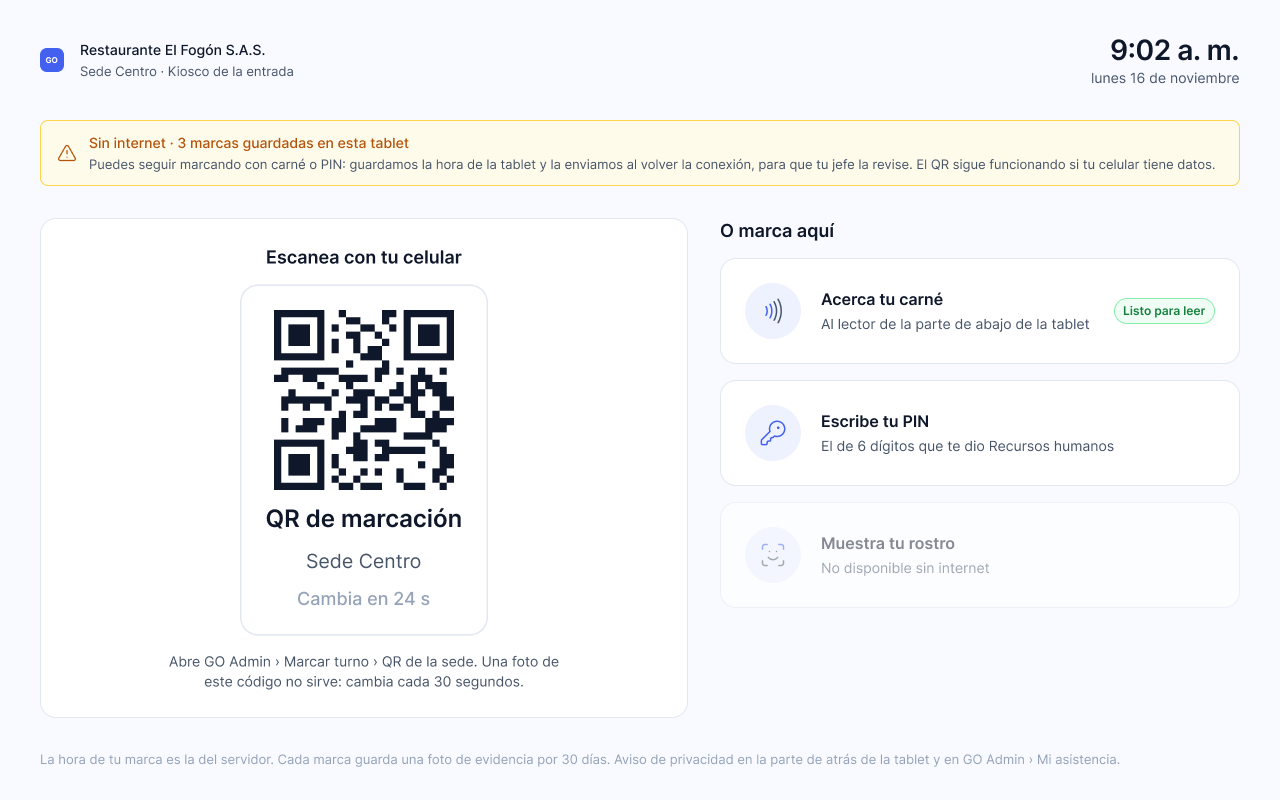 GO
Restaurante El Fogón S.A.S.
Sede Centro · Kiosco de la entrada
9:02 a. m.
lunes 16 de noviembre
Sin internet · 3 marcas guardadas en esta tablet
Puedes seguir marcando con carné o PIN: guardamos la hora de la tablet y la enviamos al volver la conexión, para que tu jefe la revise. El QR sigue funcionando si tu celular tiene datos.
Escanea con tu celular
QR de marcación
Sede Centro
Cambia en 24 s
Abre GO Admin › Marcar turno › QR de la sede. Una foto de
este código no sirve: cambia cada 30 segundos.
O marca aquí
Acerca tu carné
Al lector de la parte de abajo de la tablet
Listo para leer
Escribe tu PIN
El de 6 dígitos que te dio Recursos humanos
Muestra tu rostro
No disponible sin internet
La hora de tu marca es la del servidor. Cada marca guarda una foto de evidencia por 30 días. Aviso de privacidad en la parte de atrás de la tablet y en GO Admin › Mi asistencia.